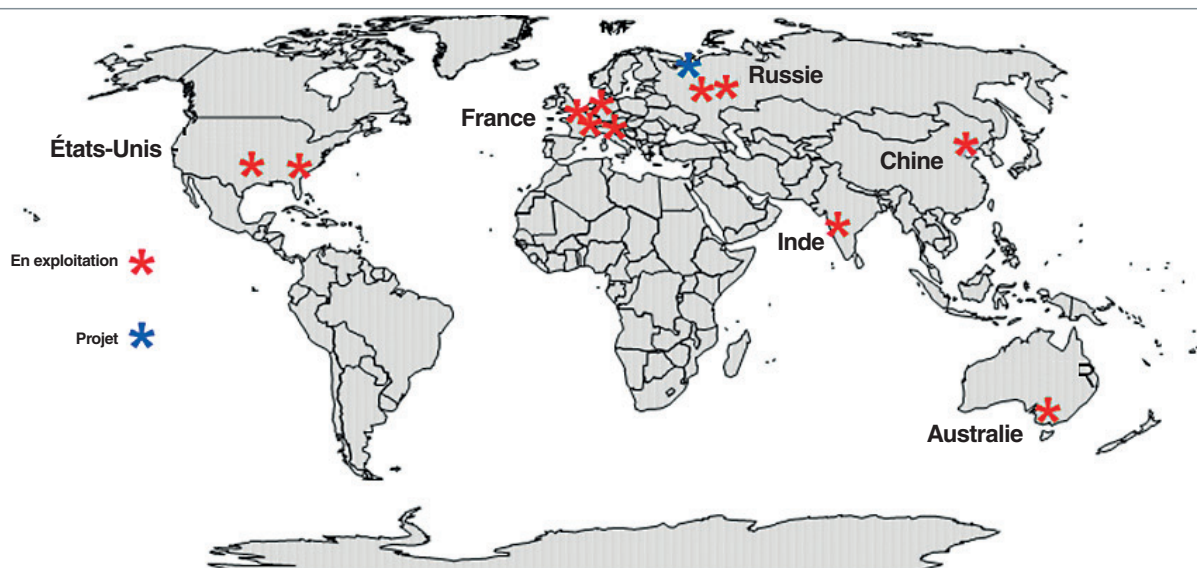 Russie
France
États-Unis
Chine
Inde
En exploitation
Projet
Australie